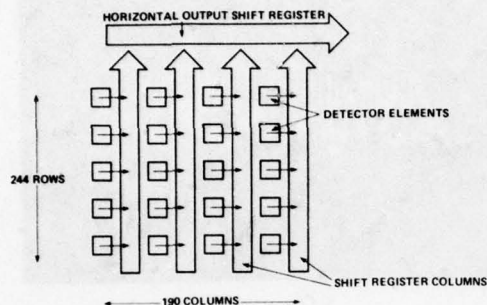 HORIZONTAL OUTPUT SHIFT REGISTER
DETECTOR ELEMENTS
244 ROWS
SHIFT REGISTER COLUMNS
190 COLUMNS